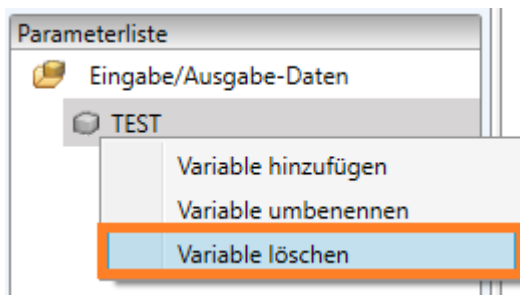 Parameterliste
Eingabe/Ausgabe-Daten
TEST
Variable hinzufügen
Variable umbenennen
Variable löschen